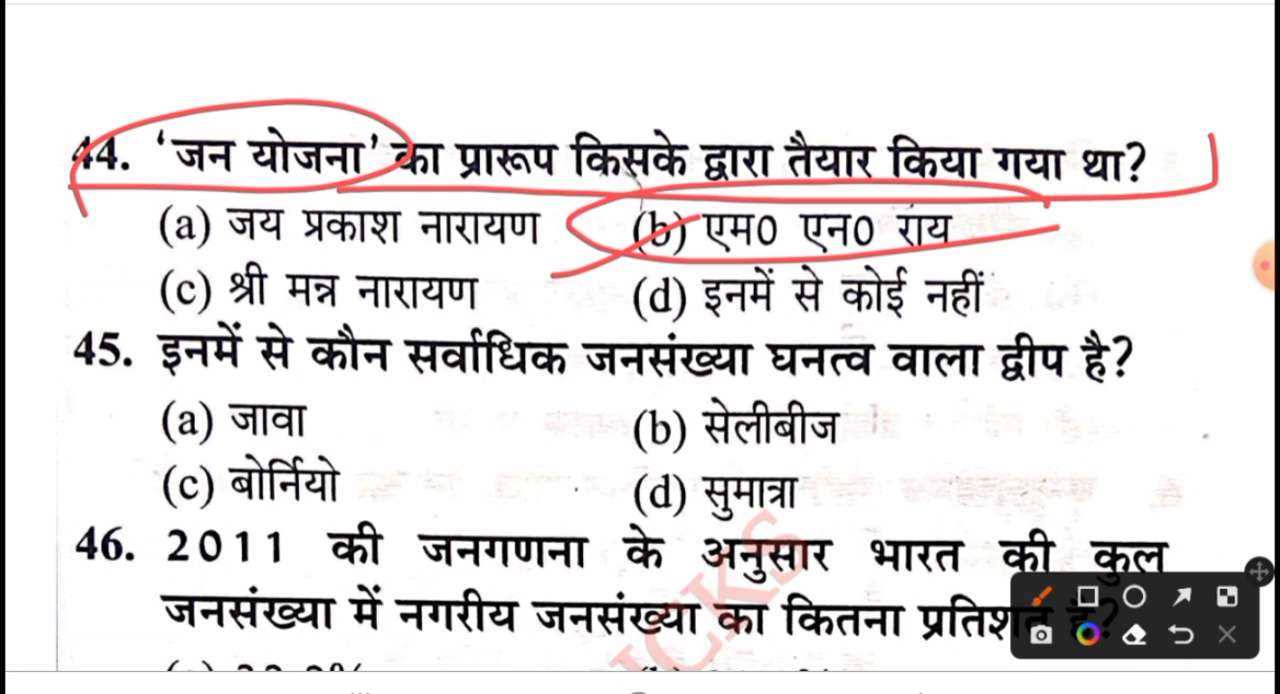 44. 'जन योजना' का प्रारूप किसके द्वारा तैयार किया गया था?
(a) जय प्रकाश नारायण (b) एम0 एन0 राय
(c) श्री मन्न नारायण (d) इनमें से कोई नहीं
45. इनमें से कौन सर्वाधिक जनसंख्या घनत्व वाला द्वीप है?
(a) जावा (b) सेलीबीज
(c) बोर्नियो (d) सुमात्रा
46. 2011 की जनगणना के अनुसार भारत की कुल
जनसंख्या में नगरीय जनसंख्या का कितना प्रतिशत है?